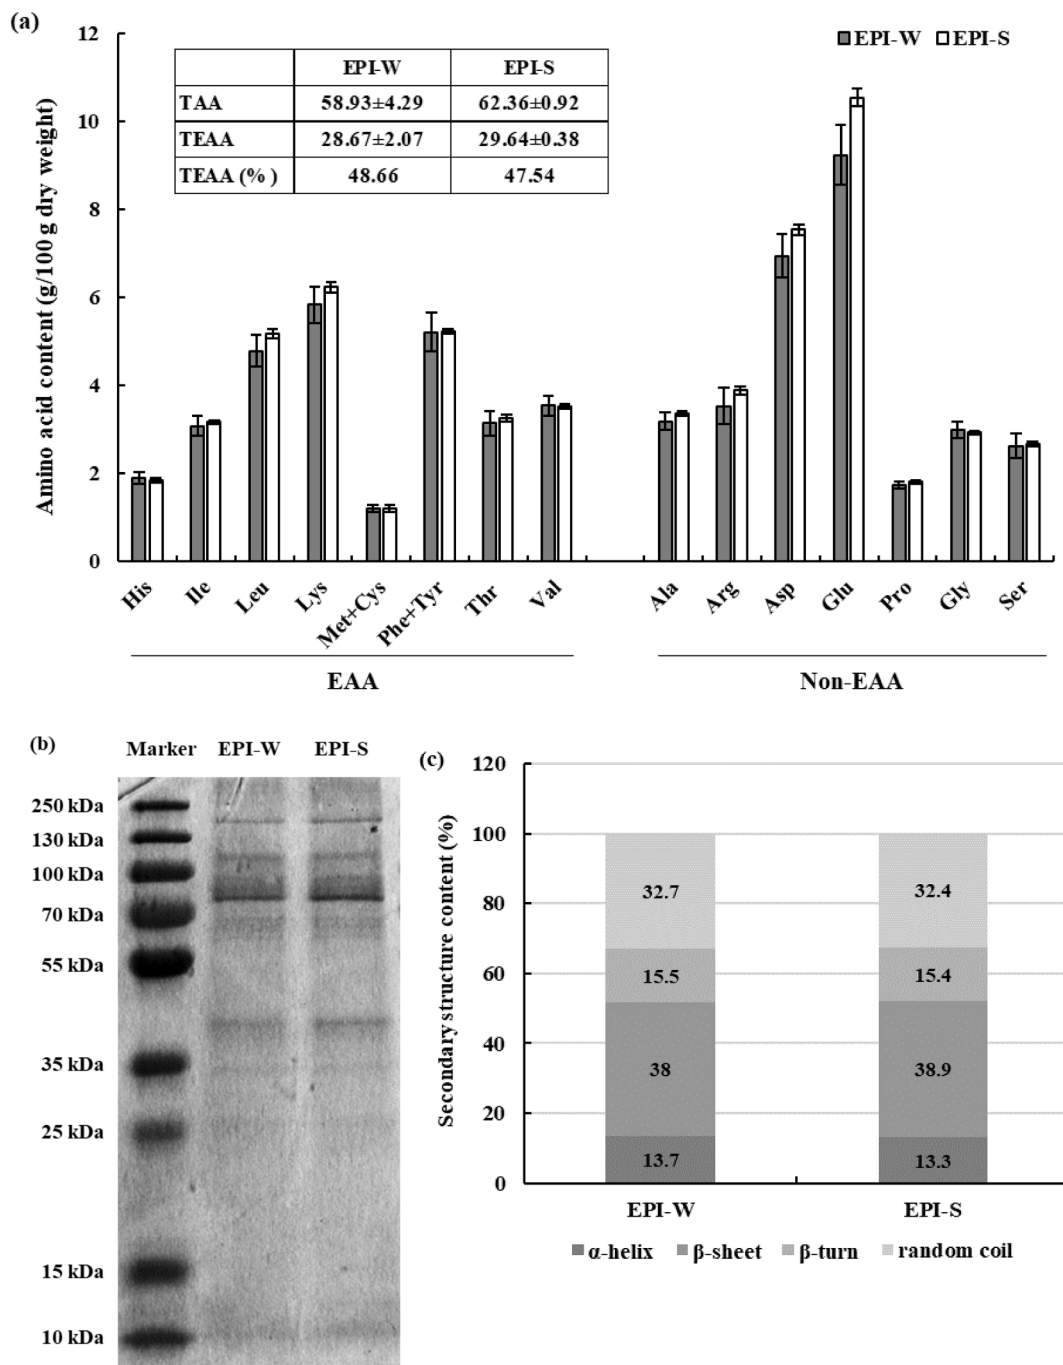 (a)
Amino acid content (g/100 g dry weight)
12
10
8
6
4
2
0
EPI-W EPI-S
EPI-W EPI-S
TAA 58.93±4.29 62.36±0.92
TEAA 28.67±2.07 29.64±0.38
TEAA (%) 48.66 47.54
His Ile Leu Lys Met+Cys Phe+Tyr Thr Val Ala Arg Asp Glu Pro Gly Ser
EAA Non-EAA
(b)
Marker EPI-W EPI-S
250 kDa
130 kDa
100 kDa
70 kDa
55 kDa
35 kDa
25 kDa
15 kDa
10 kDa
(c)
Secondary structure content (%)
120
100
80
60
40
20
0
32.7 32.4
15.5 15.4
38 38.9
13.7 13.3
EPI-W EPI-S
α-helix β-sheet β-turn random coil